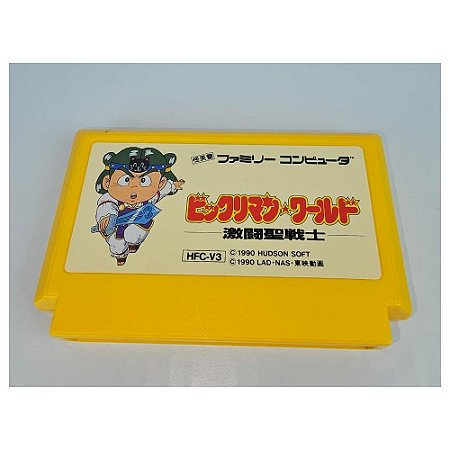 ファミリー コンピュータ
ビックリマン★ワールド
激闘聖戦士
HFC-V3
©1990 HUDSON SOFT
©1990 LAD・NAS・東映動画